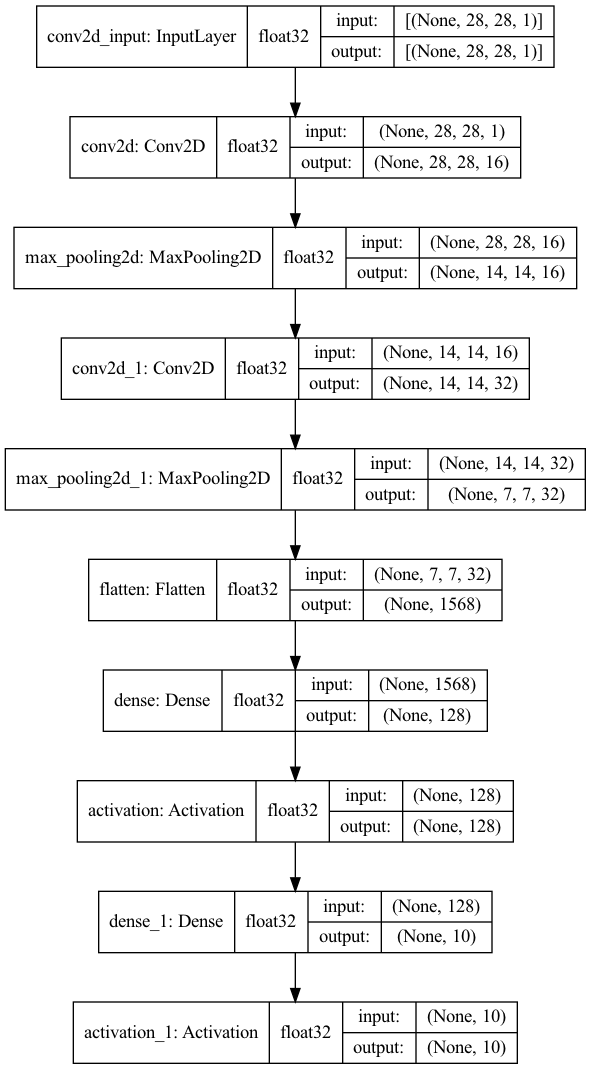 conv2d_input: InputLayer float32 input: [(None, 28, 28, 1)]
output: [(None, 28, 28, 1)]
conv2d: Conv2D float32 input: (None, 28, 28, 1)
output: (None, 28, 28, 16)
max_pooling2d: MaxPooling2D float32 input: (None, 28, 28, 16)
output: (None, 14, 14, 16)
conv2d_1: Conv2D float32 input: (None, 14, 14, 16)
output: (None, 14, 14, 32)
max_pooling2d_1: MaxPooling2D float32 input: (None, 14, 14, 32)
output: (None, 7, 7, 32)
flatten: Flatten float32 input: (None, 7, 7, 32)
output: (None, 1568)
dense: Dense float32 input: (None, 1568)
output: (None, 128)
activation: Activation float32 input: (None, 128)
output: (None, 128)
dense_1: Dense float32 input: (None, 128)
output: (None, 10)
activation_1: Activation float32 input: (None, 10)
output: (None, 10)